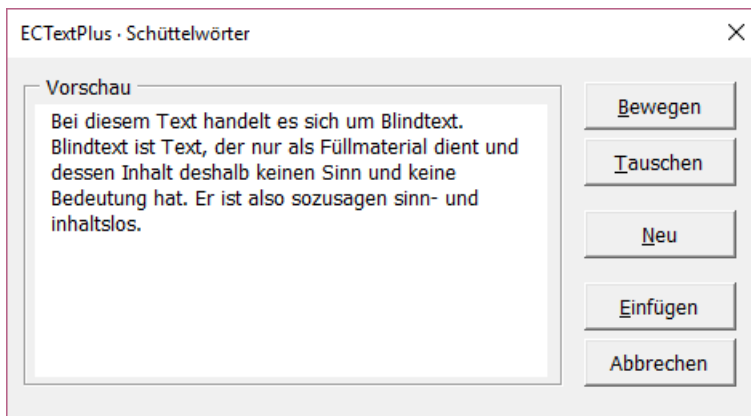 ECTextPlus · Schüttelwörter
Vorschau
Bei diesem Text handelt es sich um Blindtext.
Blindtext ist Text, der nur als Füllmaterial dient und
dessen Inhalt deshalb keinen Sinn und keine
Bedeutung hat. Er ist also sozusagen sinn- und
inhaltslos.
Bewegen
Tauschen
Neu
Einfügen
Abbrechen